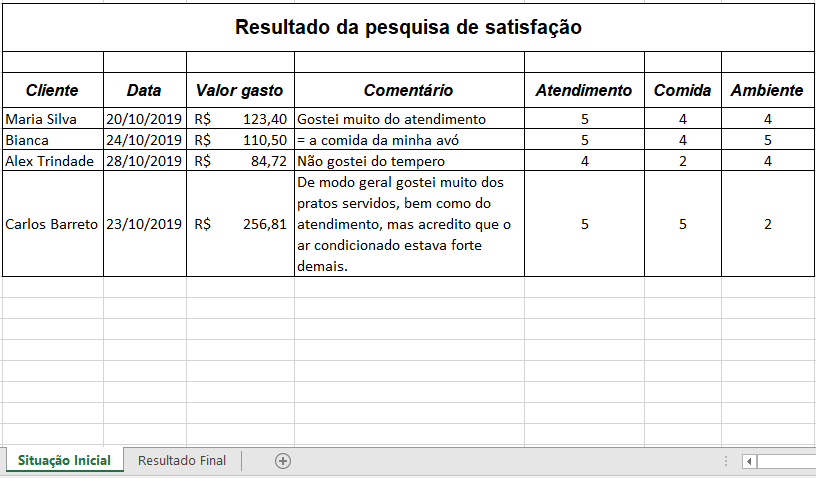 Resultado da pesquisa de satisfação
Cliente Data Valor gasto Comentário Atendimento Comida Ambiente
Maria Silva 20/10/2019 R$ 123,40 Gostei muito do atendimento 5 4 4
Bianca 24/10/2019 R$ 110,50 = a comida da minha avó 5 4 5
Alex Trindade 28/10/2019 R$ 84,72 Não gostei do tempero 4 2 4
De modo geral gostei muito dos
pratos servidos, bem como do
Carlos Barreto 23/10/2019 R$ 256,81 atendimento, mas acredito que o 5 5 2
ar condicionado estava forte
demais.
Situação Inicial Resultado Final